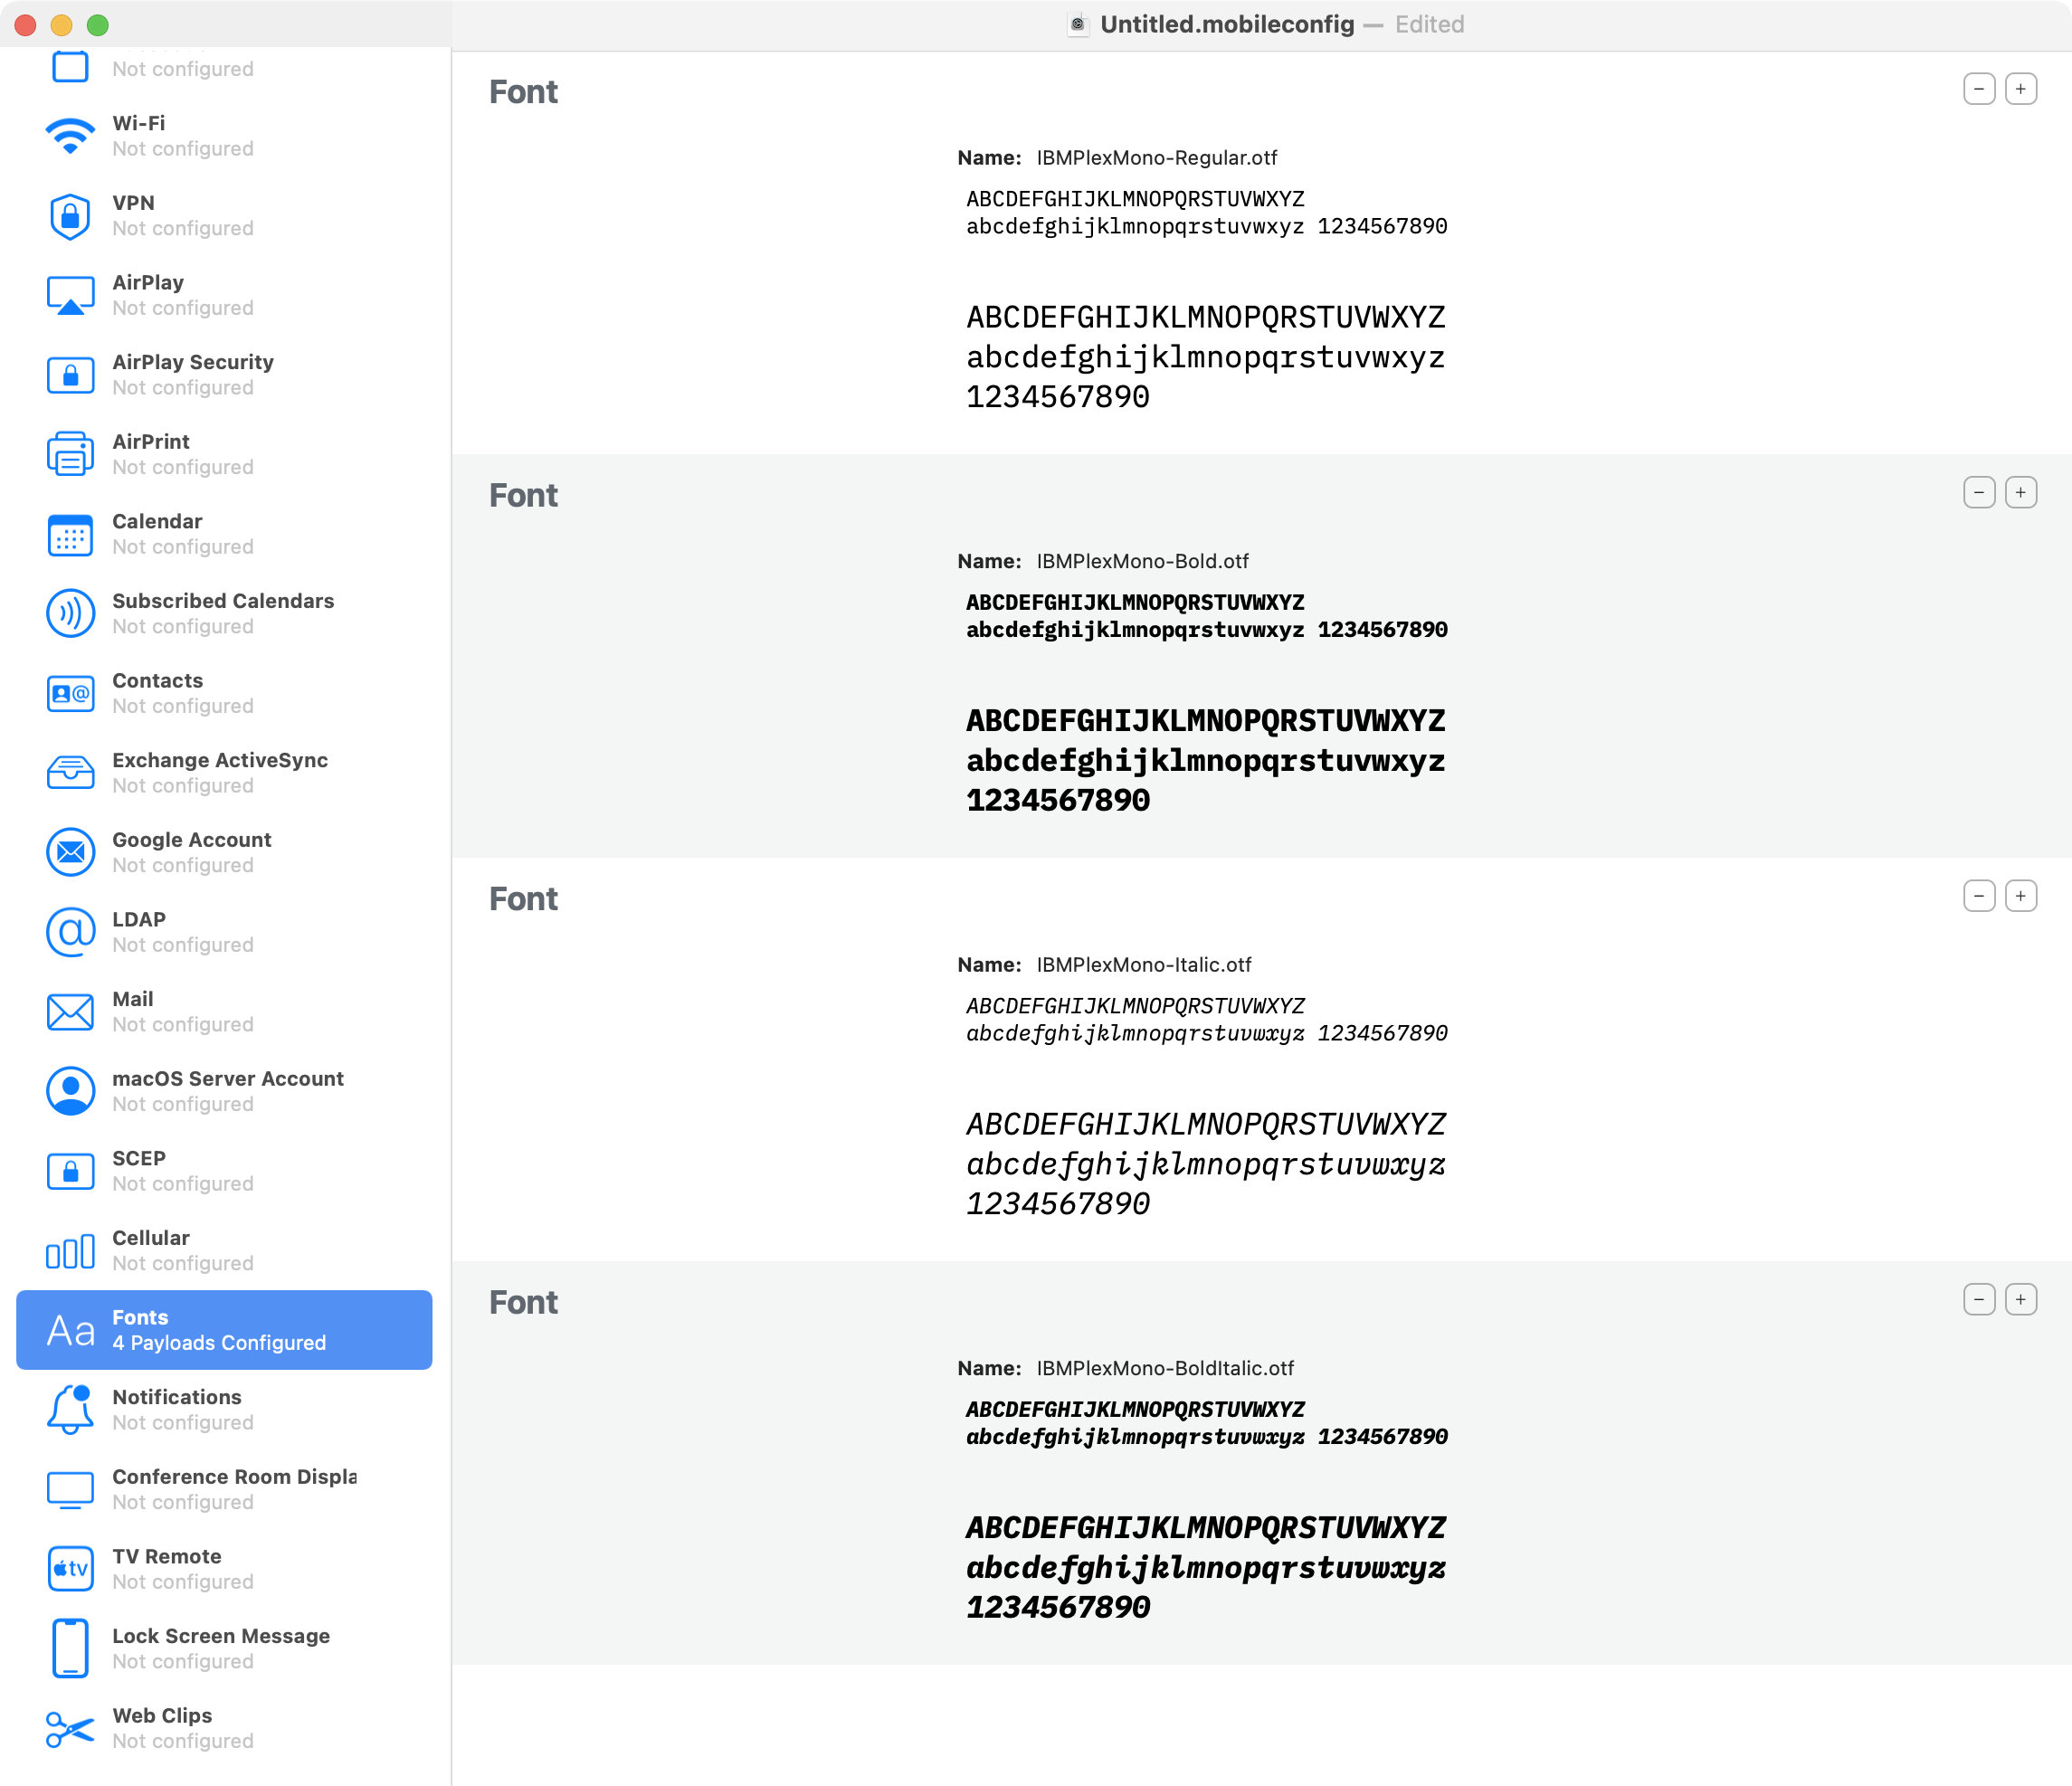 Untitled.mobileconfig — Edited
Not configured
Wi-Fi
Not configured
VPN
Not configured
AirPlay
Not configured
AirPlay Security
Not configured
AirPrint
Not configured
Calendar
Not configured
Subscribed Calendars
Not configured
Contacts
Not configured
Exchange ActiveSync
Not configured
Google Account
Not configured
LDAP
Not configured
Mail
Not configured
macOS Server Account
Not configured
SCEP
Not configured
Cellular
Not configured
Aa
Fonts
4 Payloads Configured
Notifications
Not configured
Conference Room Displa
Not configured
tv
TV Remote
Not configured
Lock Screen Message
Not configured
Web Clips
Not configured
Font
Name: IBMPlexMono-Regular.otf
ABCDEFGHIJKLMNOPQRSTUVWXYZ
abcdefghijklmnopqrstuvwxyz 1234567890
ABCDEFGHIJKLMNOPQRSTUVWXYZ
abcdefghijklmnopqrstuvwxyz
1234567890
Font
Name: IBMPlexMono-Bold.otf
ABCDEFGHIJKLMNOPQRSTUVWXYZ
abcdefghijklmnopqrstuvwxyz 1234567890
ABCDEFGHIJKLMNOPQRSTUVWXYZ
abcdefghijklmnopqrstuvwxyz
1234567890
Font
Name: IBMPlexMono-Italic.otf
ABCDEFGHIJKLMNOPQRSTUVWXYZ
abcdefghijklmnopqrstuvwxyz 1234567890
ABCDEFGHIJKLMNOPQRSTUVWXYZ
abcdefghijklmnopqrstuvwxyz
1234567890
Font
Name: IBMPlexMono-BoldItalic.otf
ABCDEFGHIJKLMNOPQRSTUVWXYZ
abcdefghijklmnopqrstuvwxyz 1234567890
ABCDEFGHIJKLMNOPQRSTUVWXYZ
abcdefghijklmnopqrstuvwxyz
1234567890